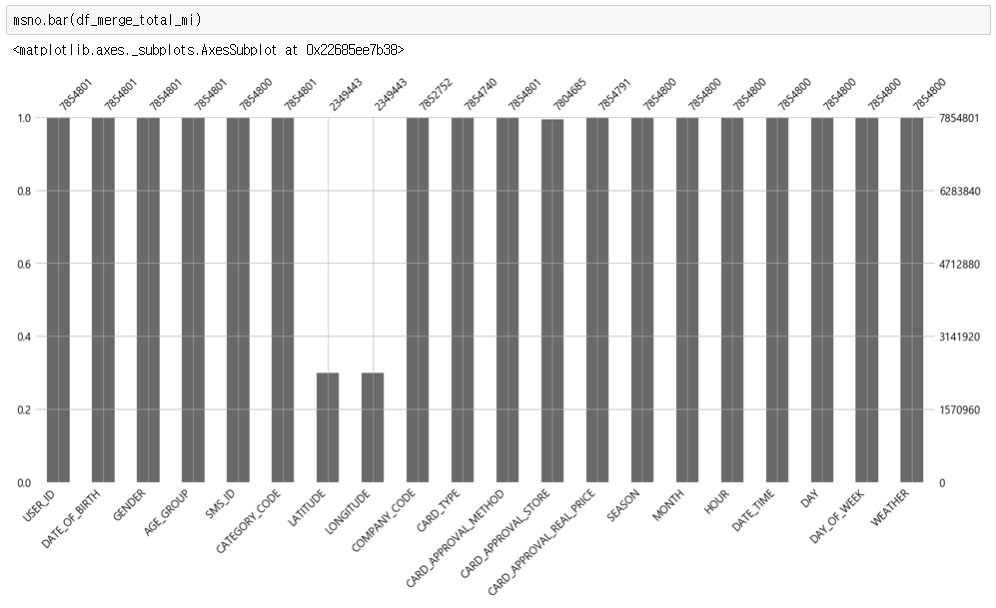 msno.bar(df_merge_total_mi)
<matplotlib.axes._subplots.AxesSubplot at 0x22685ee7b38>
7854801 7854801 7854801 7854801 7854800 7854801 2349443 2349443 7852752 7854740 7854801 7804685 7854791 7854800 7854800 7854800 7854800 7854800 7854800 7854800
1.0 7854801
0.8 6283840
0.6 4712880
0.4 3141920
0.2 1570960
0.0 0
USER_ID DATE_OF_BIRTH GENDER AGE_GROUP SMS_ID CATEGORY_CODE LATITUDE LONGITUDE COMPANY_CODE CARD_TYPE CARD_APPROVAL_METHOD CARD_APPROVAL_STORE CARD_APPROVAL_REAL_PRICE SEASON MONTH HOUR DATE_TIME DAY DAY_OF_WEEK WEATHER